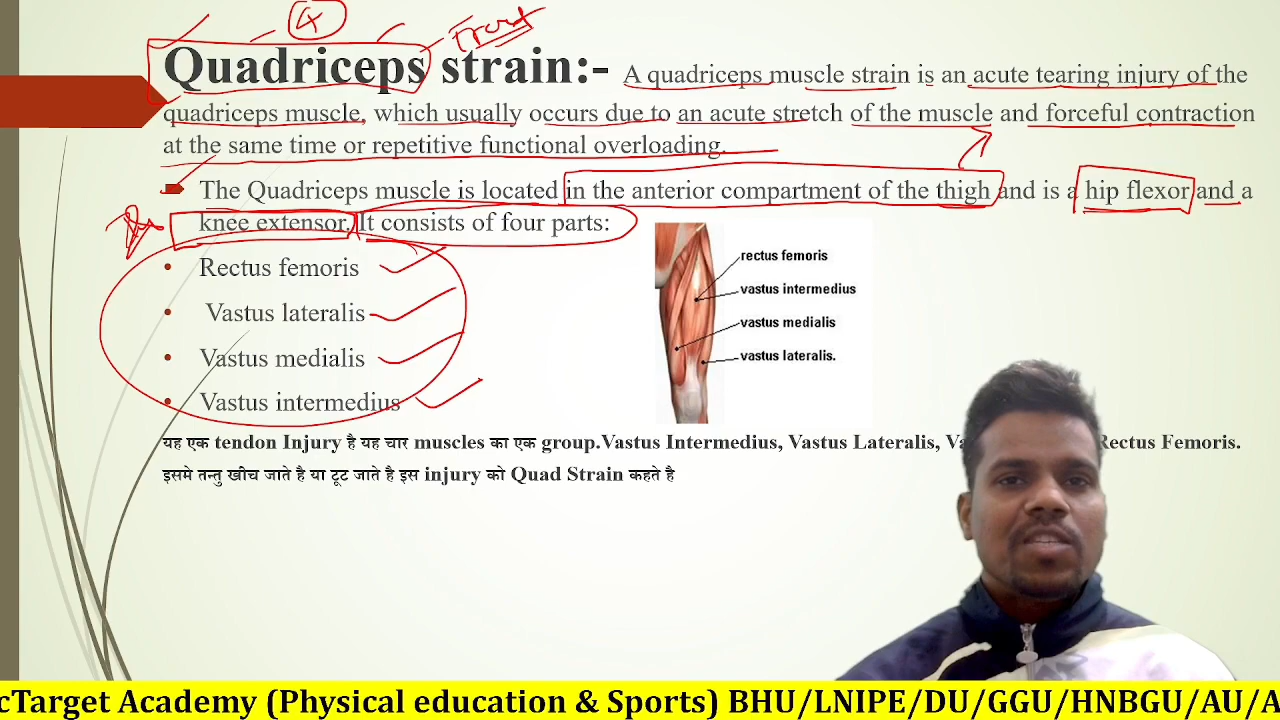 4
Front
Quadriceps strain:- A quadriceps muscle strain is an acute tearing injury of the
quadriceps muscle, which usually occurs due to an acute stretch of the muscle and forceful contraction
at the same time or repetitive functional overloading.
The Quadriceps muscle is located in the anterior compartment of the thigh and is a hip flexor and a
knee extensor. It consists of four parts:
• Rectus femoris
• Vastus lateralis
• Vastus medialis
• Vastus intermedius
rectus femoris
vastus intermedius
vastus medialis
vastus lateralis.
यह एक tendon Injury है यह चार muscles का एक group.Vastus Intermedius, Vastus Lateralis, Rectus Femoris.
इसमे तन्तु खीच जाते है या टूट जाते है इस injury को Quad Strain कहते है
cTarget Academy (Physical education & Sports) BHU/LNIPE/DU/GGU/HNBGU/AU/A